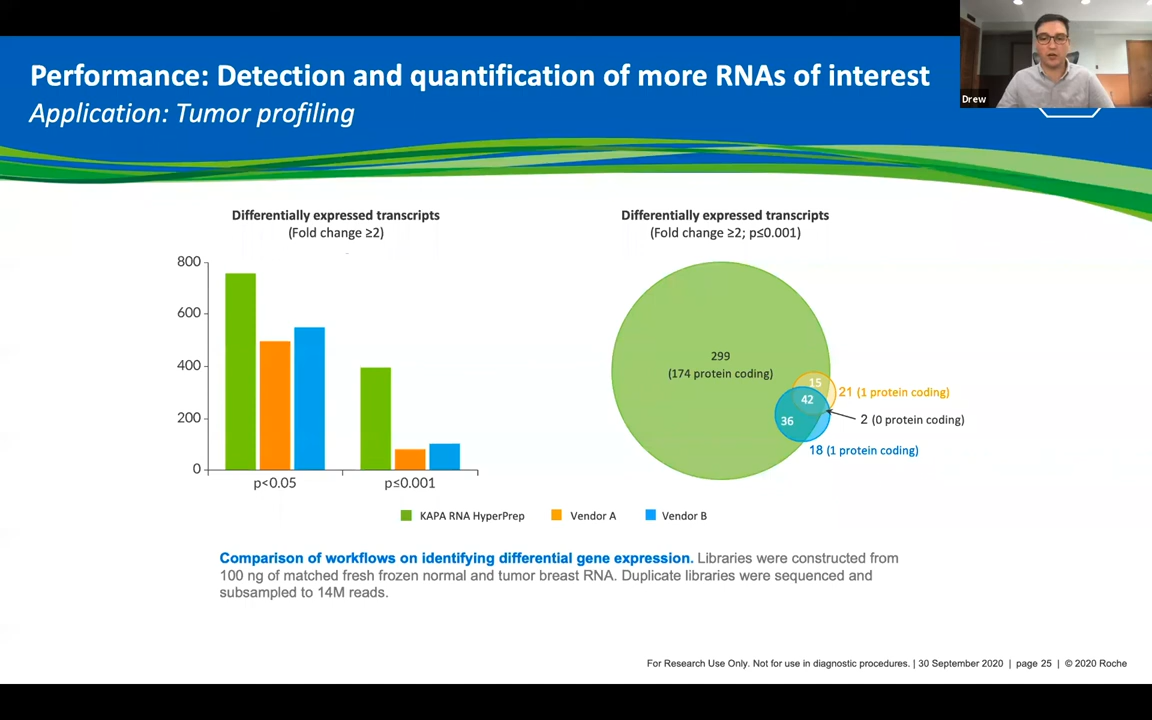 Performance: Detection and quantification of more RNAs of interest
Application: Tumor profiling
Drew
Differentially expressed transcripts
(Fold change ≥2)
800
600
400
200
0
p<0.05
p≤0.001
Differentially expressed transcripts
(Fold change ≥2; p≤0.001)
299
(174 protein coding)
15
42
36
21 (1 protein coding)
2 (0 protein coding)
18 (1 protein coding)
KAPA RNA HyperPrep
Vendor A
Vendor B
Comparison of workflows on identifying differential gene expression. Libraries were constructed from
100 ng of matched fresh frozen normal and tumor breast RNA. Duplicate libraries were sequenced and
subsampled to 14M reads.
For Research Use Only. Not for use in diagnostic procedures. | 30 September 2020 | page 25 | © 2020 Roche